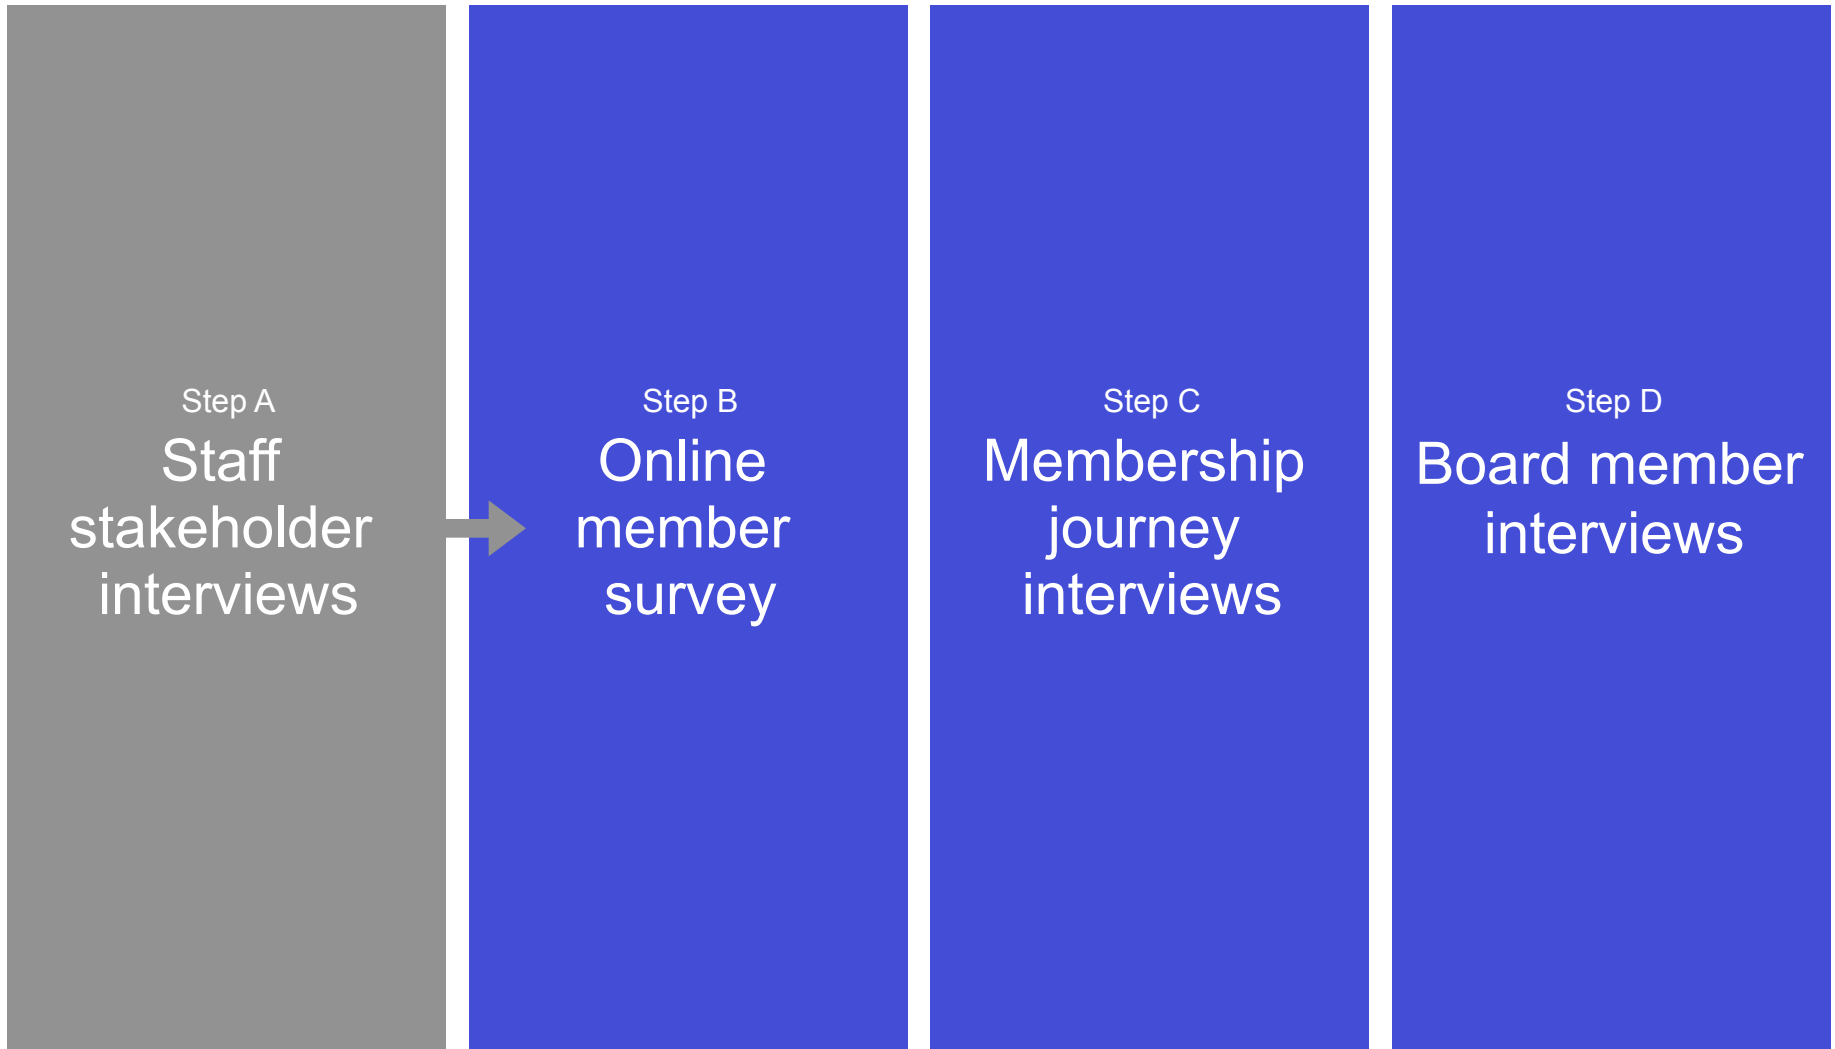 Step A
Staff
stakeholder
interviews
Step B
Online
member
survey
Step C
Membership
journey
interviews
Step D
Board member
interviews